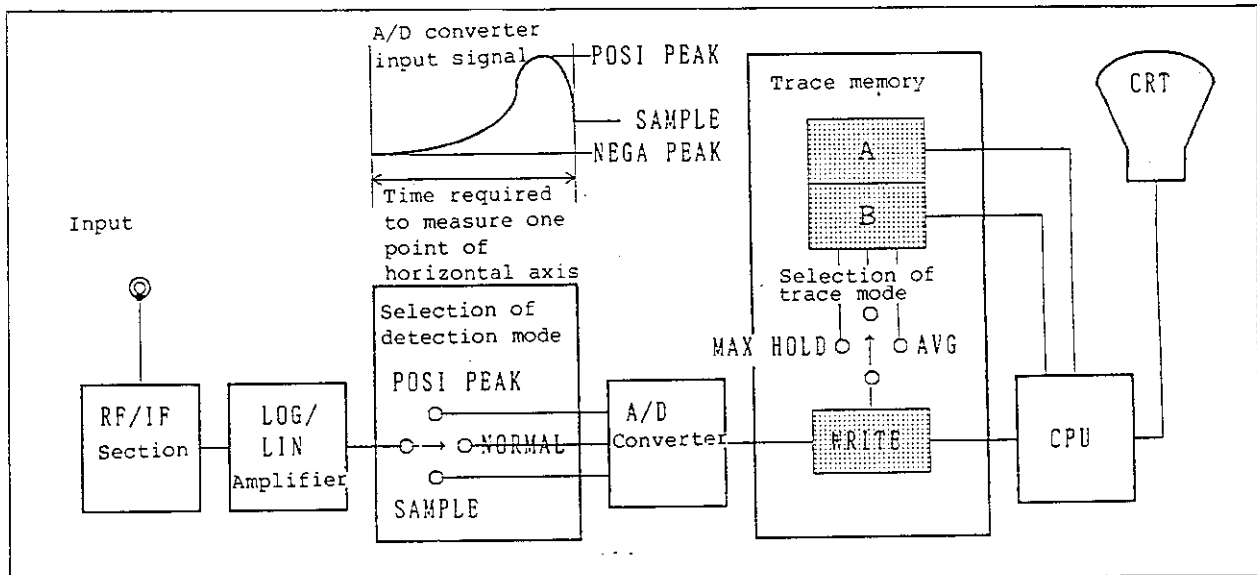 A/D converter
input signal
POSI PEAK
SAMPLE
NEGA PEAK
Time required
to measure one
point of
horizontal axis
Trace memory
A
B
Selection of
trace mode
MAX HOLD
AVG
WRITE
CRT
Input
RF/IF
Section
LOG/
LIN
Amplifier
Selection of
detection mode
POSI PEAK
NORMAL
SAMPLE
A/D
Converter
CPU